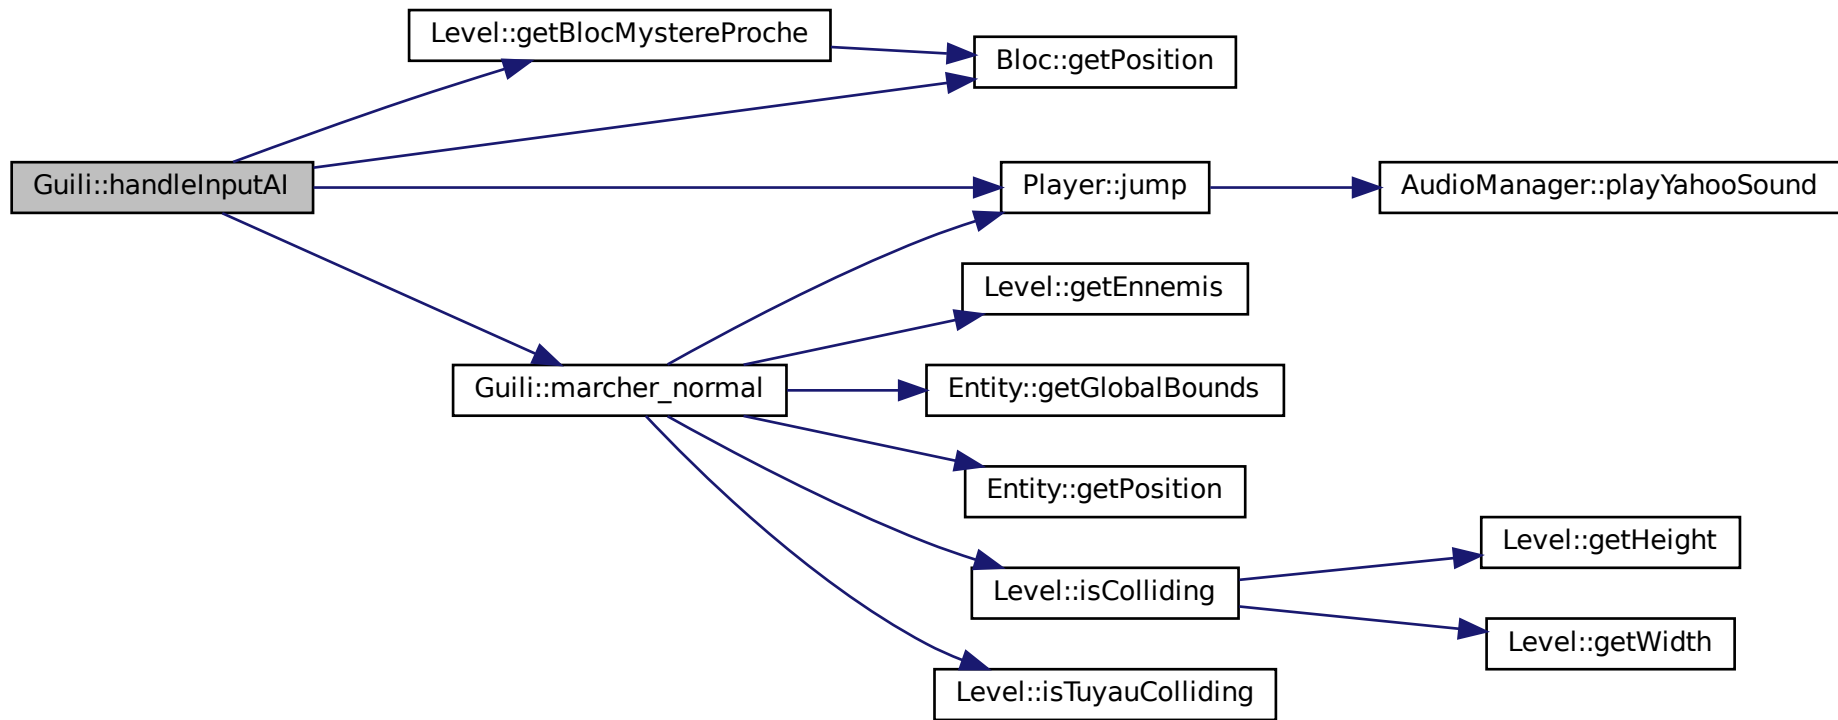 Level::getBlocMystereProche
Bloc::getPosition
Guili::handleInputAI
Player::jump
AudioManager::playYahooSound
Level::getEnnemis
Guili::marcher_normal
Entity::getGlobalBounds
Entity::getPosition
Level::getHeight
Level::isColliding
Level::getWidth
Level::isTuyauColliding